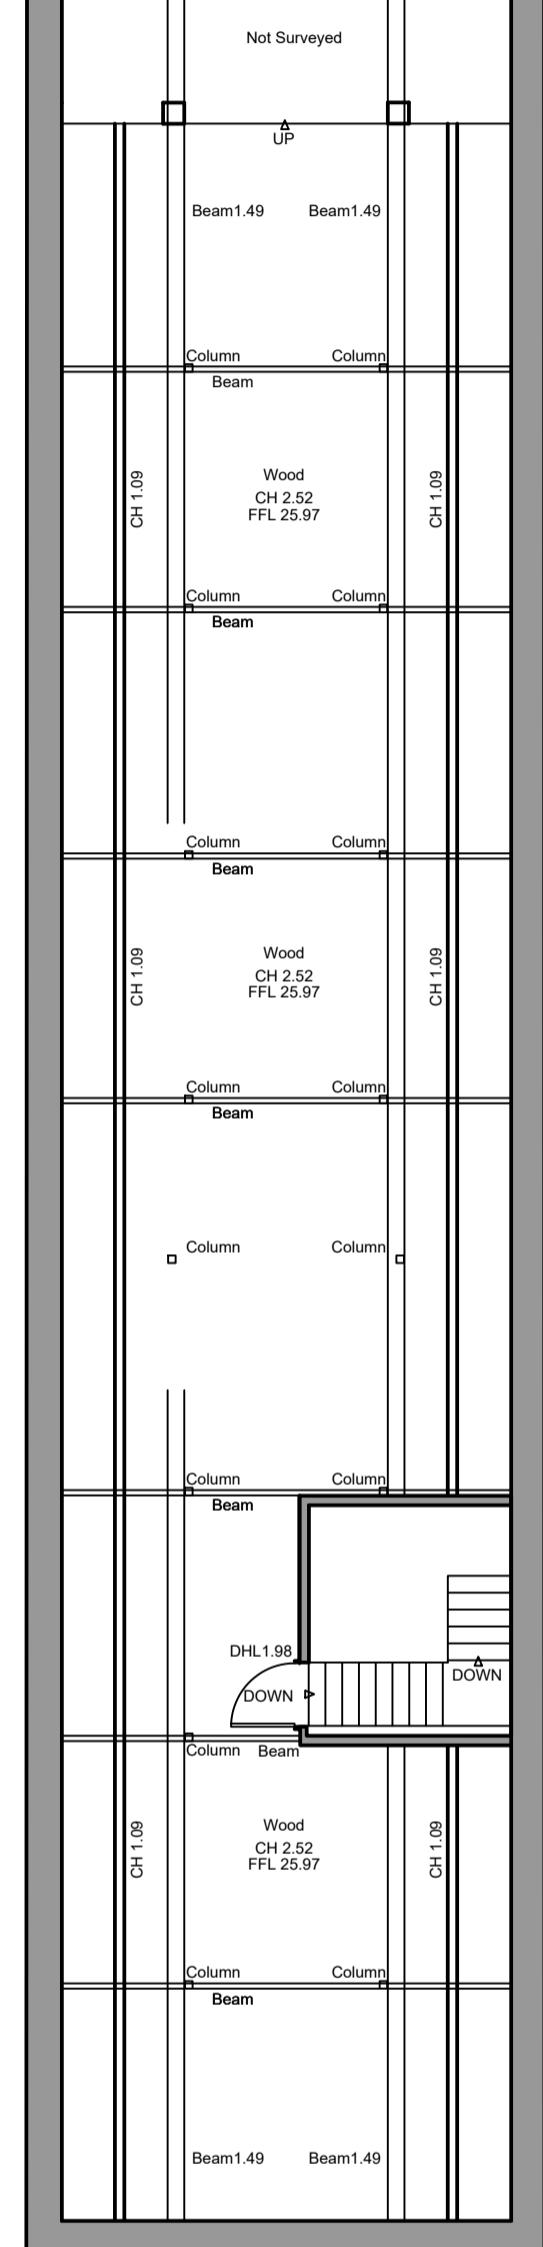 Not Surveyed
UP
Beam1.49 Beam1.49
Column Column
Beam
CH 1.09
Wood
CH 2.52
FFL 25.97
CH 1.09
Column Column
Beam
Column Column
Beam
CH 1.09
Wood
CH 2.52
FFL 25.97
CH 1.09
Column Column
Beam
Column Column
Column Column
Beam
DHL1.98
DOWN
DOWN
Column Beam
CH 1.09
Wood
CH 2.52
FFL 25.97
CH 1.09
Column Column
Beam
Beam1.49 Beam1.49